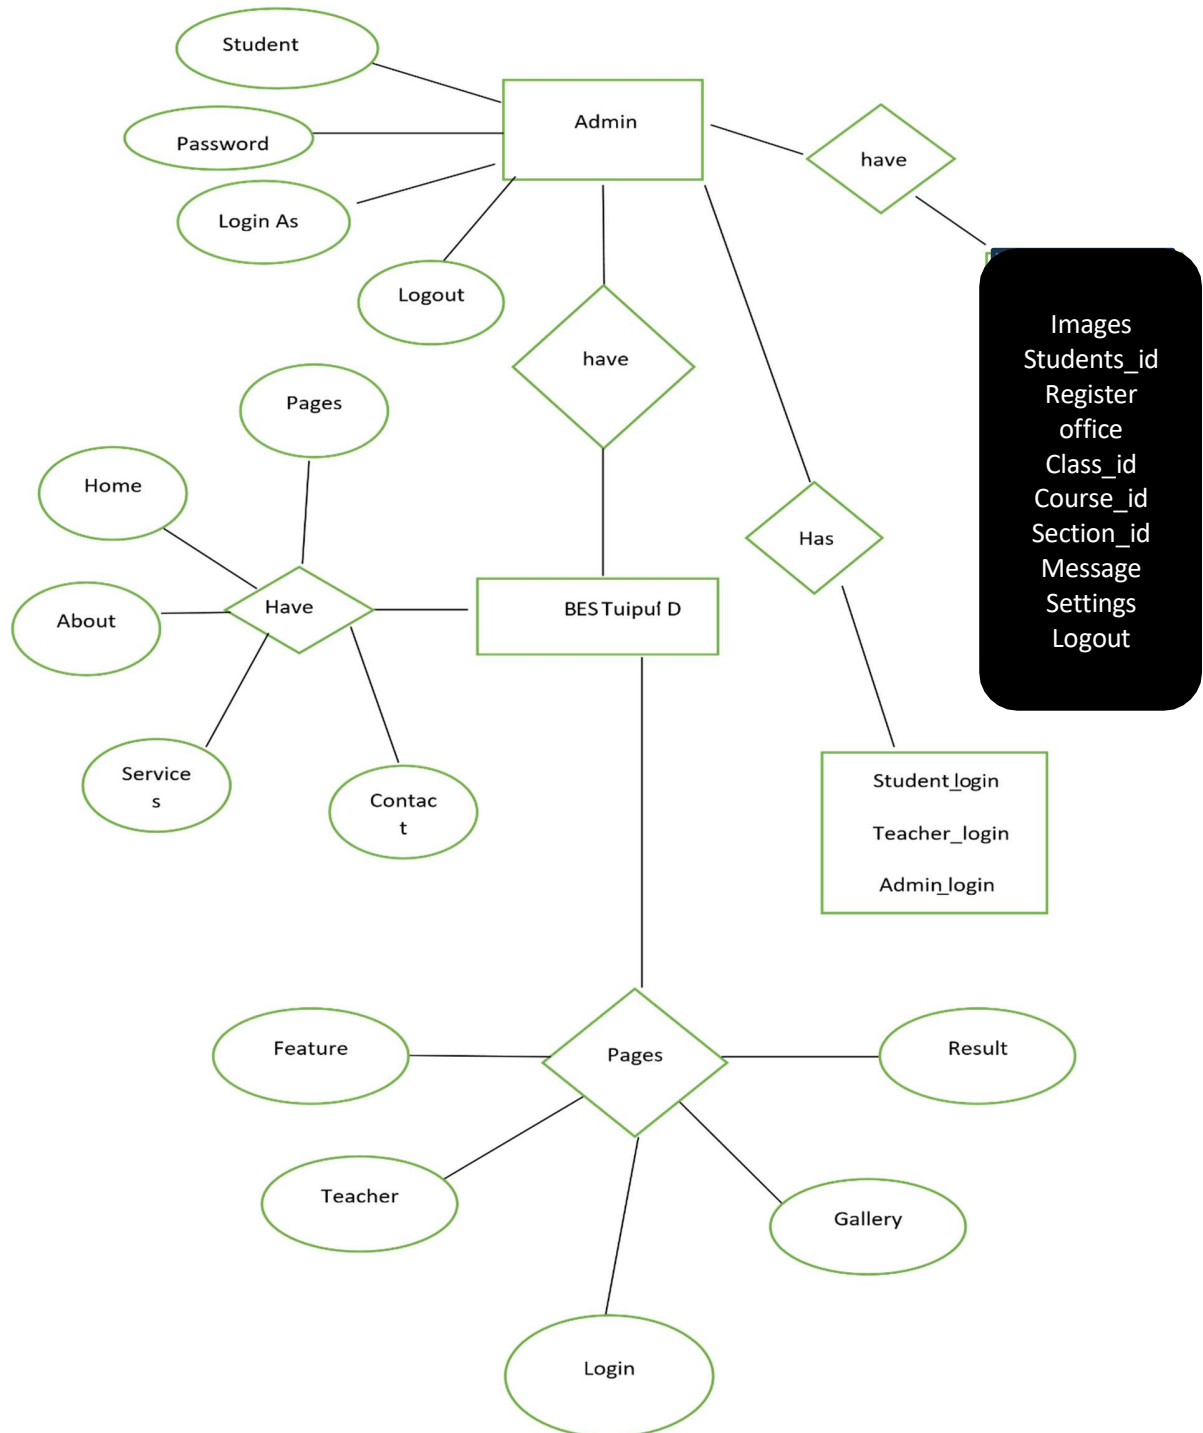 Student
Admin
Password
have
Login As
Logout
Images
Students_id
Register
office
Class_id
Course_id
Section_id
Message
Settings
Logout
have
Pages
Home
Has
Have
BES Tuipui D
About
Service
s
Contac
t
Student_login
Teacher_login
Admin_login
Feature
Pages
Result
Teacher
Gallery
Login